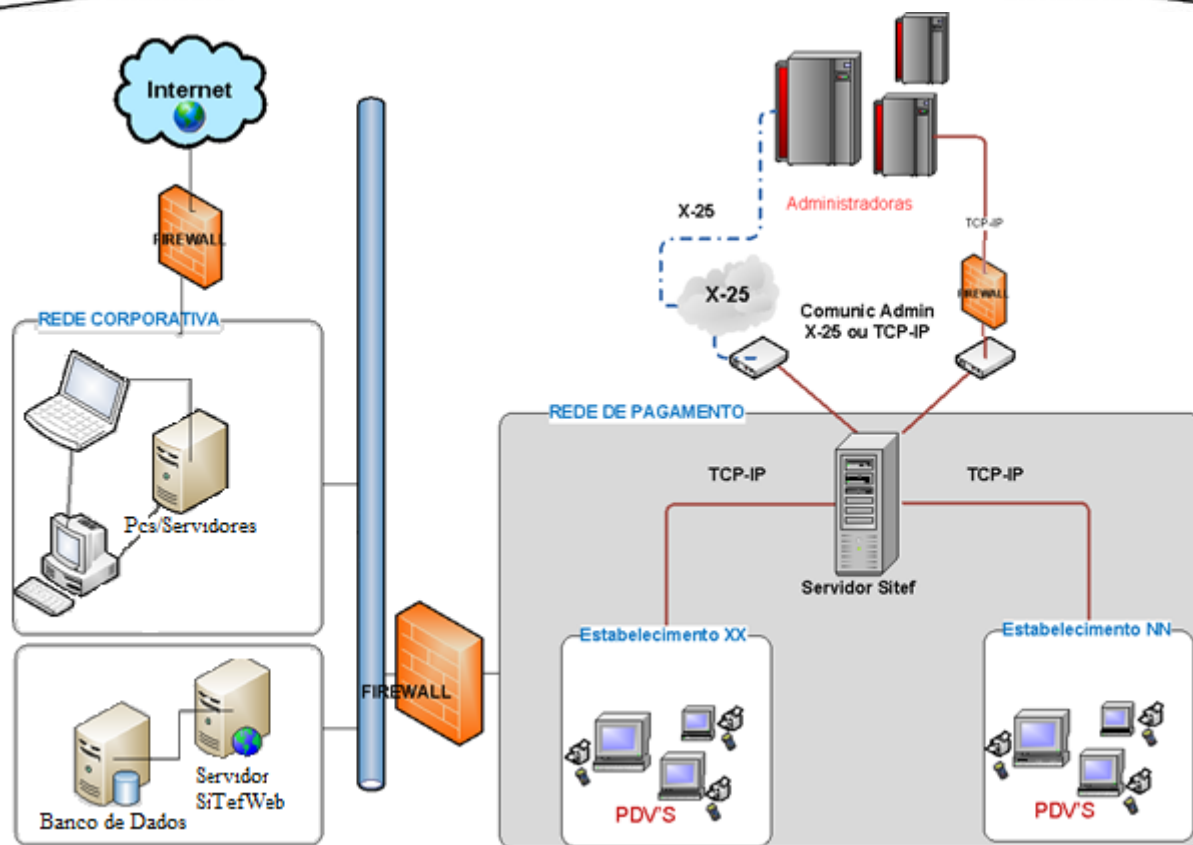 Internet
FIREWALL
REDE CORPORATIVA
Pcs/Servidores
Banco de Dados
Servidor
SiTefWeb
FIREWALL
Administradoras
X-25
X-25
TCP-IP
FIREWALL
Comunic Admin
X-25 ou TCP-IP
REDE DE PAGAMENTO
TCP-IP
TCP-IP
Servidor Sitef
Estabelecimento XX
PDV'S
Estabelecimento NN
PDV'S